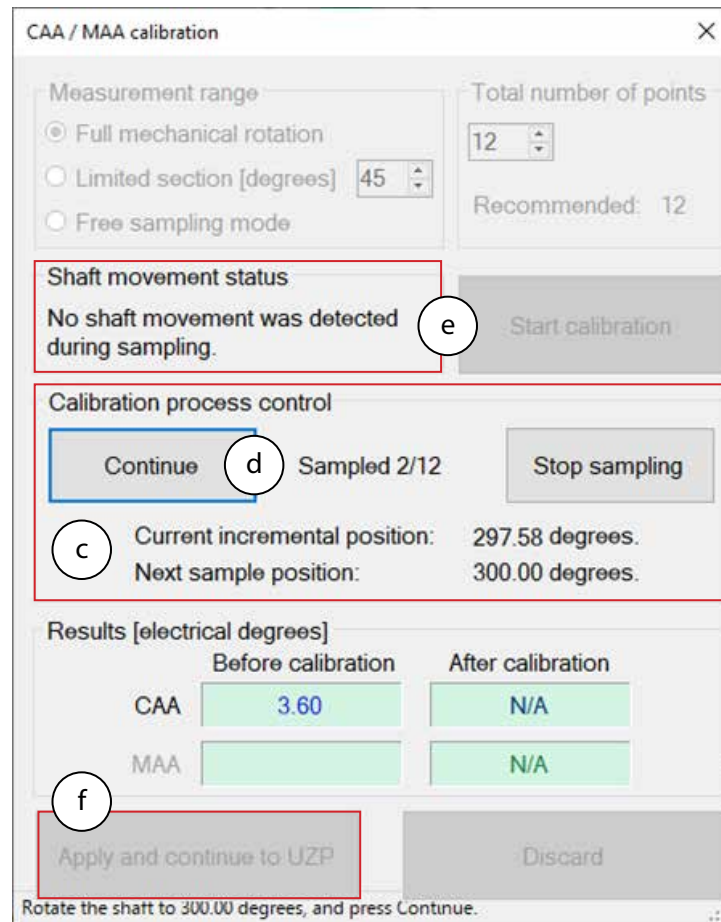 CAA / MAA calibration
Measurement range
Full mechanical rotation
Limited section [degrees] 45
Free sampling mode
Total number of points
12
Recommended: 12
Shaft movement status
No shaft movement was detected
during sampling.
e
Start calibration
Calibration process control
Continue d Sampled 2/12 Stop sampling
c
Current incremental position: 297.58 degrees.
Next sample position: 300.00 degrees.
Results [electrical degrees]
Before calibration After calibration
CAA 3.60 N/A
MAA N/A
f
Apply and continue to UZP Discard
Rotate the shaft to 300.00 degrees, and press Continue.